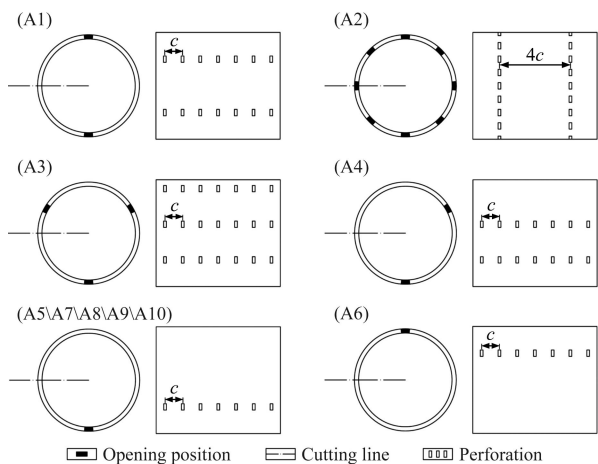 (A1)
c
(A2)
4c
(A3)
c
(A4)
c
(A5\A7\A8\A9\A10)
c
(A6)
c
Opening position
Cutting line
Perforation